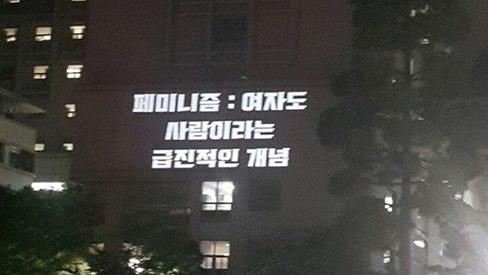 페미니즘 : 여자도
사람이라는
급진적인 개념